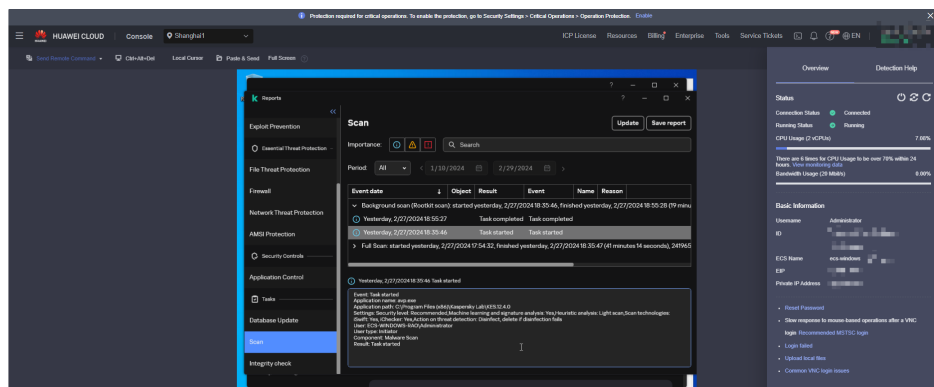 Protection required for critical operations. To enable the protection, go to Security Settings > Critical Operations > Operation Protection. Enable
HUAWEI CLOUD Console Shanghai1 ICP License Resources Billing Enterprise Tools Service Tickets EN
Send Remote Command Ctrl+Alt+Del Local Cursor Paste & Send Full Screen
Overview Detection Help
Reports
Scan
Update Save report
Exploit Prevention
Essential Threat Protection
File Threat Protection
Firewall
Network Threat Protection
AMSI Protection
Security Controls
Application Control
Tasks
Database Update
Scan
Integrity check
Importance: Search
Period: All 1/10/2024 2/29/2024
Event date Object Result Event Name Reason
Background scan (Rootkit scan): started yesterday, 2/27/2024 18:35:46, finished yesterday, 2/27/2024 18:55:28 (19 minu
Yesterday, 2/27/2024 18:55:27 Task completed Task completed
Yesterday, 2/27/2024 18:35:46 Task started Task started
Full Scan: started yesterday, 2/27/2024 17:54:32, finished yesterday, 2/27/2024 18:35:47 (41 minutes 14 seconds), 241965
Yesterday, 2/27/2024 18:35:46 Task started
Event: Task started
Application name: avp.exe
Application path: C:\Program Files (x86)\Kaspersky Lab\KES.12.4.0
Settings: Security level: Recommended,Machine learning and signature analysis: Yes,Heuristic analysis: Light scan,Scan technologies:
iSwift: Yes, iChecker: Yes,Action on threat detection: Disinfect, delete if disinfection fails
User: ECS-WINDOWS-RAO\Administrator
User type: Initiator
Component: Malware Scan
Result: Task started
Status
Connection Status Connected
Running Status Running
CPU Usage (2 vCPUs) 7.08%
There are 6 times for CPU Usage to be over 70% within 24
hours. View monitoring data
Bandwidth Usage (20 Mbit/s) 0.00%
Basic Information
Username Administrator
ID
ECS Name ecs-windows
EIP
Private IP Address
Reset Password
Slow response to mouse-based operations after a VNC
login Recommended MSTSC login
Login failed
Upload local files
Common VNC login issues